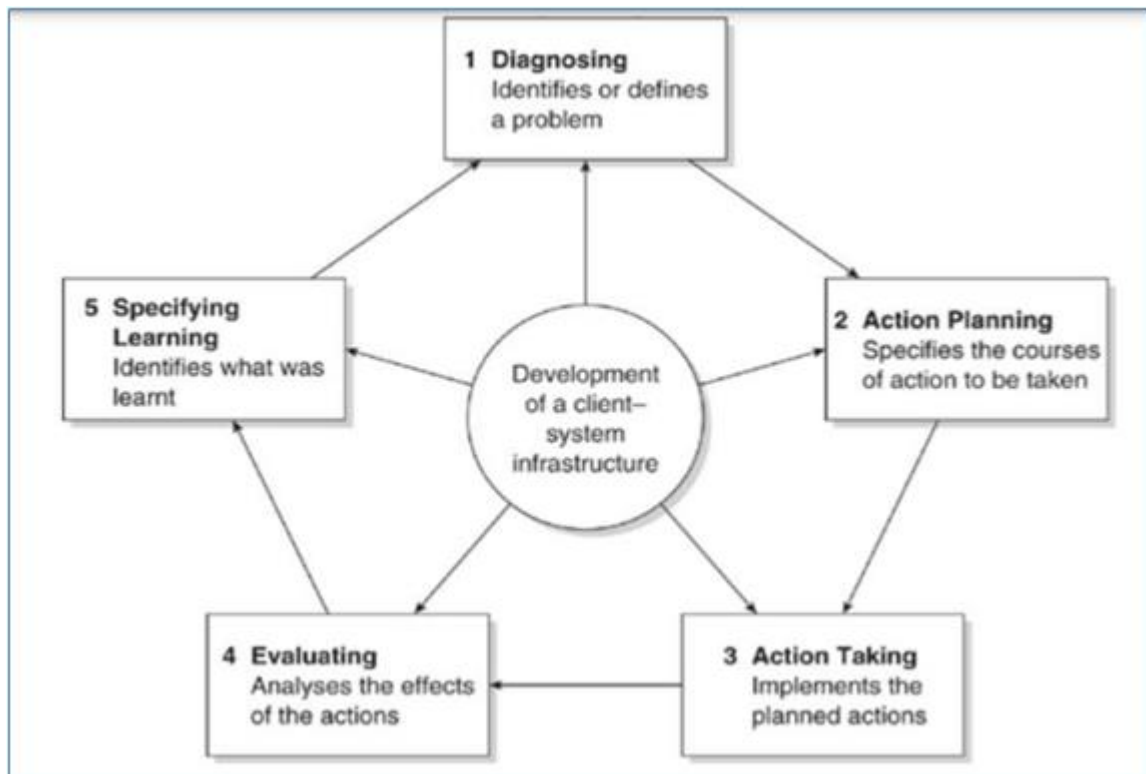 1 Diagnosing
Identifies or defines
a problem
2 Action Planning
Specifies the courses
of action to be taken
3 Action Taking
Implements the
planned actions
4 Evaluating
Analyses the effects
of the actions
5 Specifying
Learning
Identifies what was
learnt
Development
of a client–
system
infrastructure